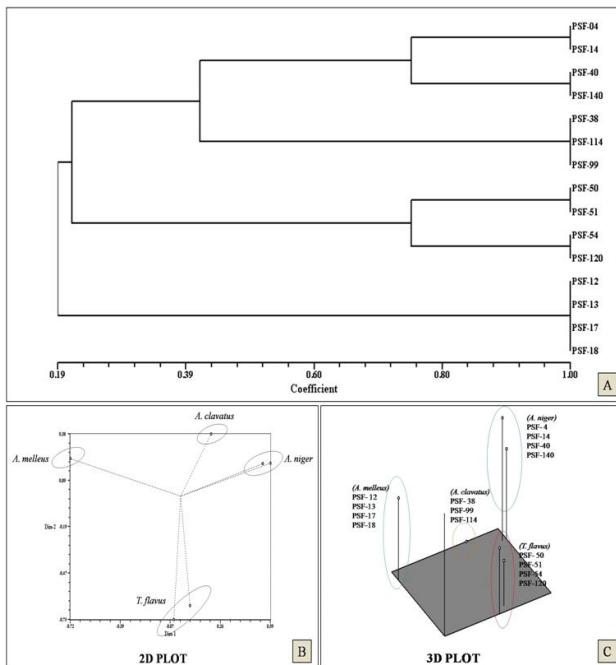 PSF-04
PSF-14
PSF-40
PSF-140
PSF-38
PSF-114
PSF-99
PSF-50
PSF-51
PSF-54
PSF-120
PSF-12
PSF-13
PSF-17
PSF-18
0.19 0.39 0.60 0.80 1.00
Coefficient
A
A. clavatus
A. melleus
A. niger
T. flavus
Dim-2
Dim-1
2D PLOT
B
(A. niger)
PSF- 4
PSF-14
PSF-40
PSF-140
(A. melleus)
PSF- 12
PSF-13
PSF-17
PSF-18
(A. clavatus)
PSF- 38
PSF-99
PSF-114
(T. flavus)
PSF- 50
PSF-51
PSF-54
PSF-120
3D PLOT
C